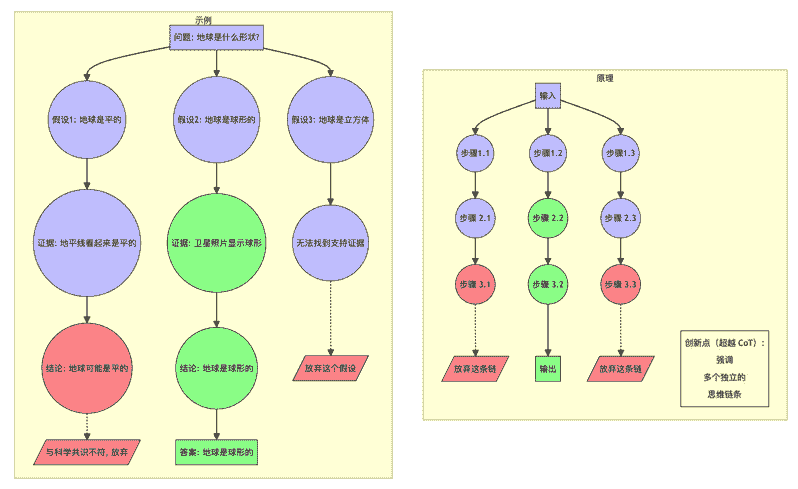 示例
问题: 地球是什么形状?
假设1: 地球是平的
假设2: 地球是球形的
假设3: 地球是立方体
证据: 地平线看起来是平的
证据: 卫星照片显示球形
无法找到支持证据
结论: 地球可能是平的
结论: 地球是球形的
放弃这个假设
与科学共识不符, 放弃
答案: 地球是球形的
原理
输入
步骤1.1
步骤1.2
步骤1.3
步骤 2.1
步骤 2.2
步骤 2.3
步骤 3.1
步骤 3.2
步骤 3.3
放弃这条链
输出
放弃这条链
创新点（超越 CoT）:
强调
多个独立的
思维链条